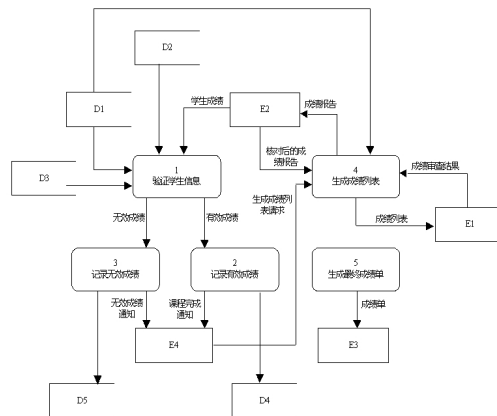 D2
D1
学生成绩
E2
成绩报告
核对后的成
绩报告
D3
1
验证学生信息
4
生成成绩列表
成绩审查结果
生成成绩列
表请求
无效成绩
有效成绩
成绩列表
E1
3
记录无效成绩
2
记录有效成绩
5
生成最终成绩单
无效成绩
通知
课程完成
通知
成绩单
E4
E3
D5
D4